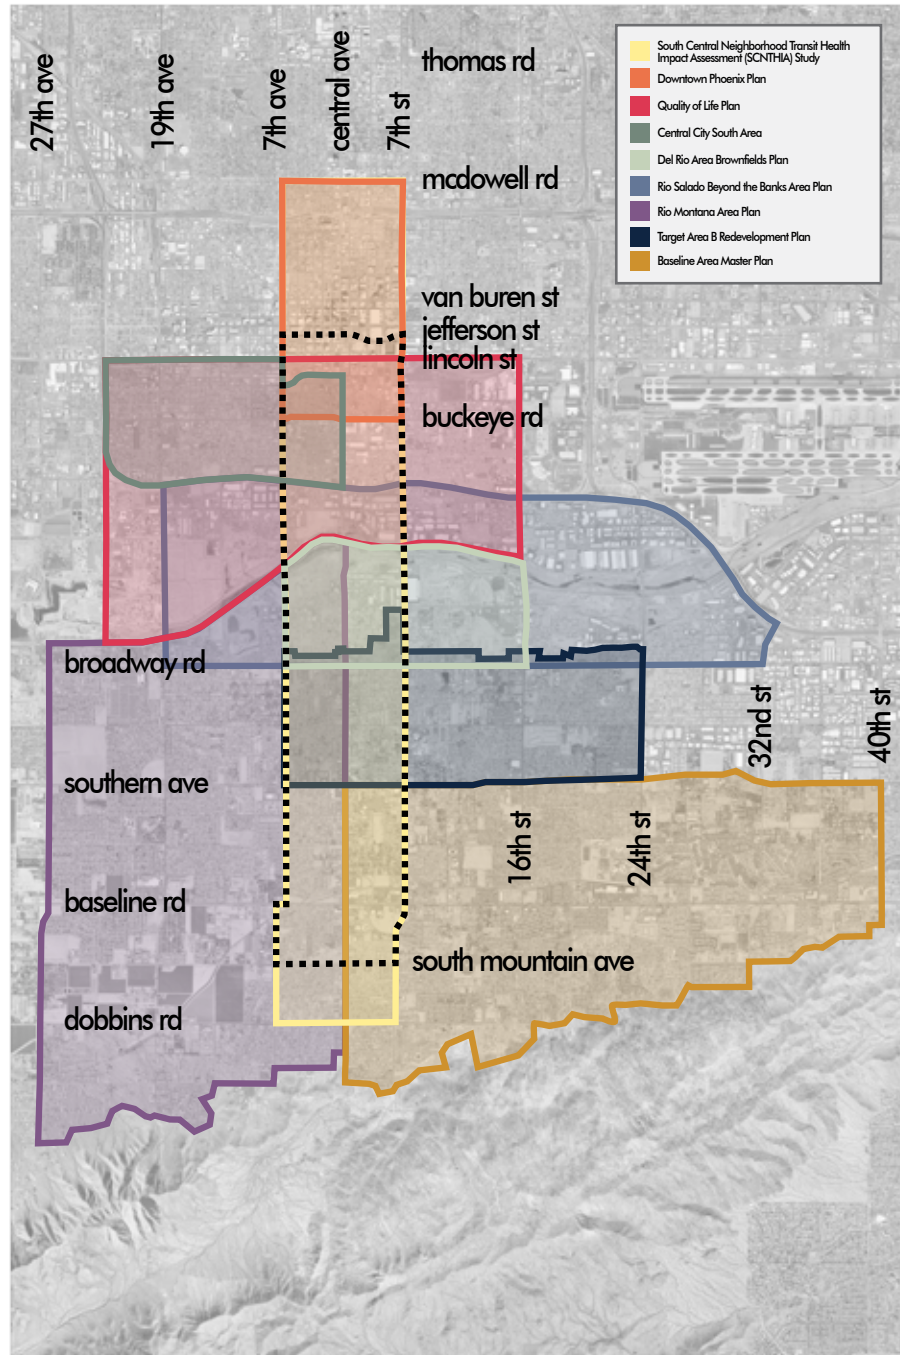 27th ave
19th ave
7th ave
central ave
7th st
thomas rd
mcdowell rd
van buren st
jefferson st
lincoln st
buckeye rd
South Central Neighborhood Transit Health
Impact Assessment (SCNTHIA) Study
Downtown Phoenix Plan
Quality of Life Plan
Central City South Area
Del Rio Area Brownfields Plan
Rio Salado Beyond the Banks Area Plan
Rio Montana Area Plan
Target Area B Redevelopment Plan
Baseline Area Master Plan
broadway rd
southern ave
baseline rd
dobbins rd
south mountain ave
16th st
24th st
32nd st
40th st